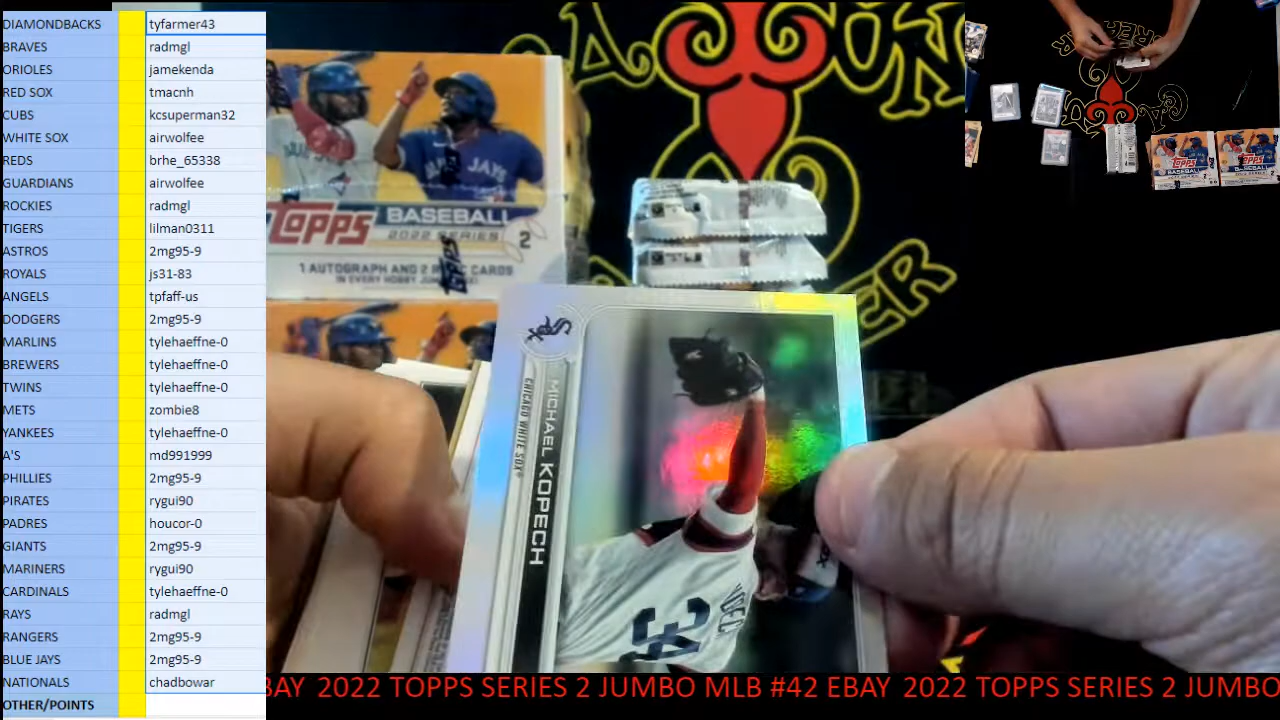 DIAMONDBACKS tyfarmer43
BRAVES radmgl
ORIOLES jamekenda
RED SOX tmacnh
CUBS kcsuperman32
WHITE SOX airwolfee
REDS brhe_65338
GUARDIANS airwolfee
ROCKIES radmgl
TIGERS lilman0311
ASTROS 2mg95-9
ROYALS js31-83
ANGELS tpfaff-us
DODGERS 2mg95-9
MARLINS tylehaeffne-0
BREWERS tylehaeffne-0
TWINS tylehaeffne-0
METS zombie8
YANKEES tylehaeffne-0
A'S md991999
PHILLIES 2mg95-9
PIRATES rygui90
PADRES houcor-0
GIANTS 2mg95-9
MARINERS rygui90
CARDINALS tylehaeffne-0
RAYS radmgl
RANGERS 2mg95-9
BLUE JAYS 2mg95-9
NATIONALS chadbowar
OTHER/POINTS
TOPPS BASEBALL
2022 SERIES 2
1 AUTOGRAPH AND 2 RELIC CARDS
IN EVERY HOBBY JUMBO
TOPPS
MICHAEL KOPECH
CHICAGO WHITE SOX
34
BAY 2022 TOPPS SERIES 2 JUMBO MLB #42 EBAY 2022 TOPPS SERIES 2 JUMBO
TOPPS
BASEBALL
TOPPS